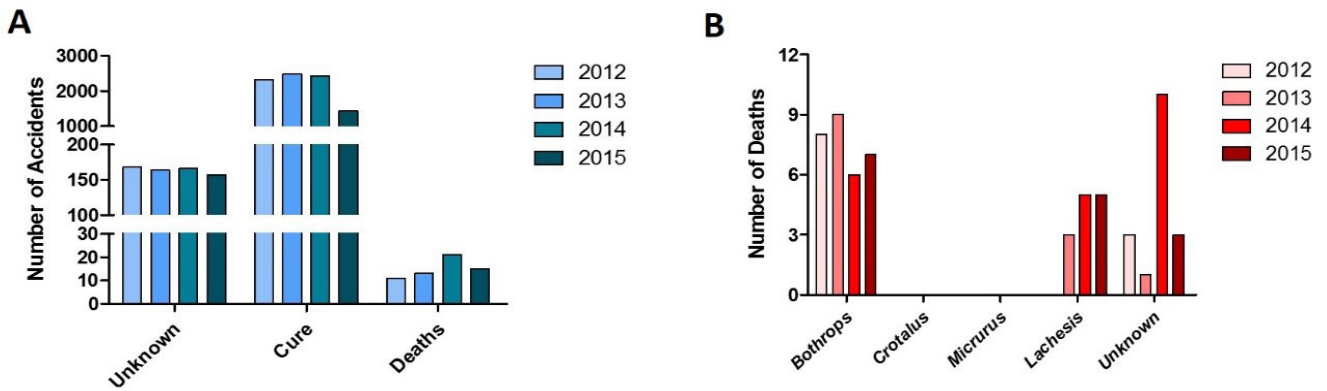 A
Number of Accidents
3000
2000
1000
200
150
100
30
20
10
0
Unknown
Cure
Deaths
2012
2013
2014
2015
B
Number of Deaths
12
9
6
3
0
Bothrops
Crotalus
Micrurus
Lachesis
Unknown
2012
2013
2014
2015